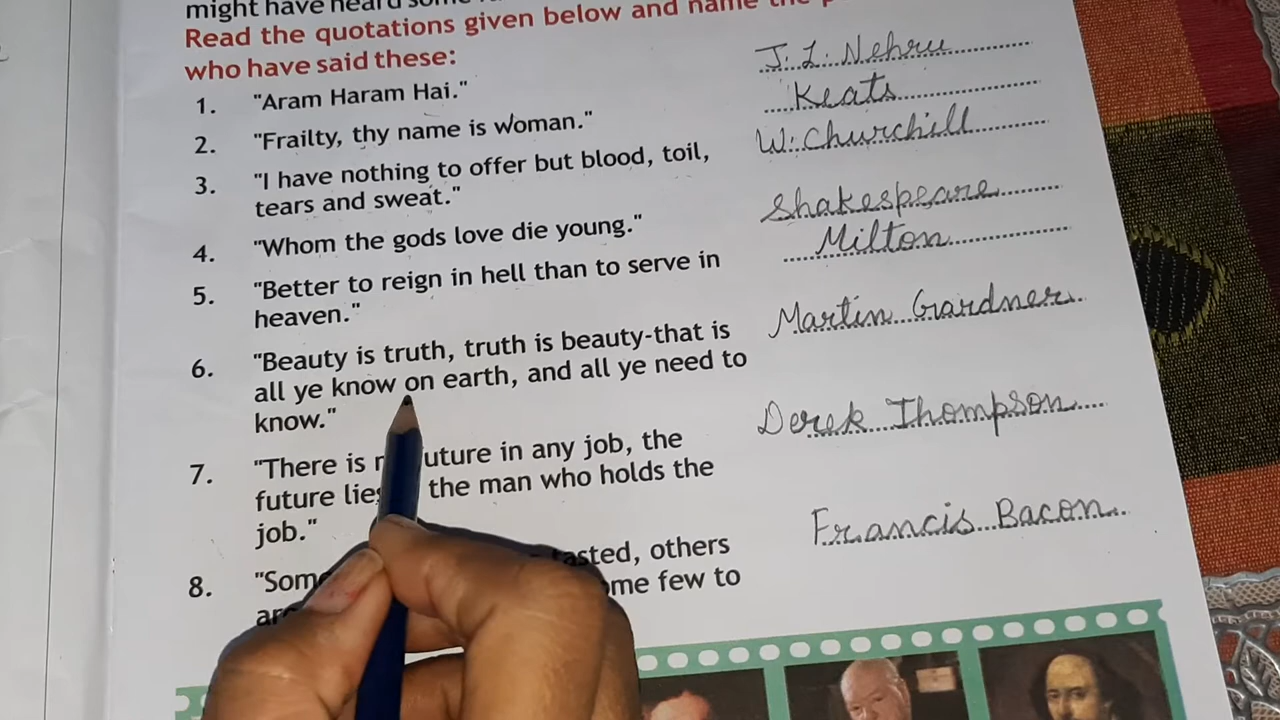 might have heard some
Read the quotations given below and name the p
who have said these:
1. "Aram Haram Hai." J. L. Nehru
2. "Frailty, thy name is woman." Keats
3. "I have nothing to offer but blood, toil, W. Churchill
tears and sweat."
4. "Whom the gods love die young." Shakespeare
5. "Better to reign in hell than to serve in Milton
heaven."
6. "Beauty is truth, truth is beauty-that is Martin Gardner
all ye know on earth, and all ye need to
know."
7. "There is uture in any job, the Derek Thompson
future lies the man who holds the
job."
8. "Some tasted, others Francis Bacon
me few to